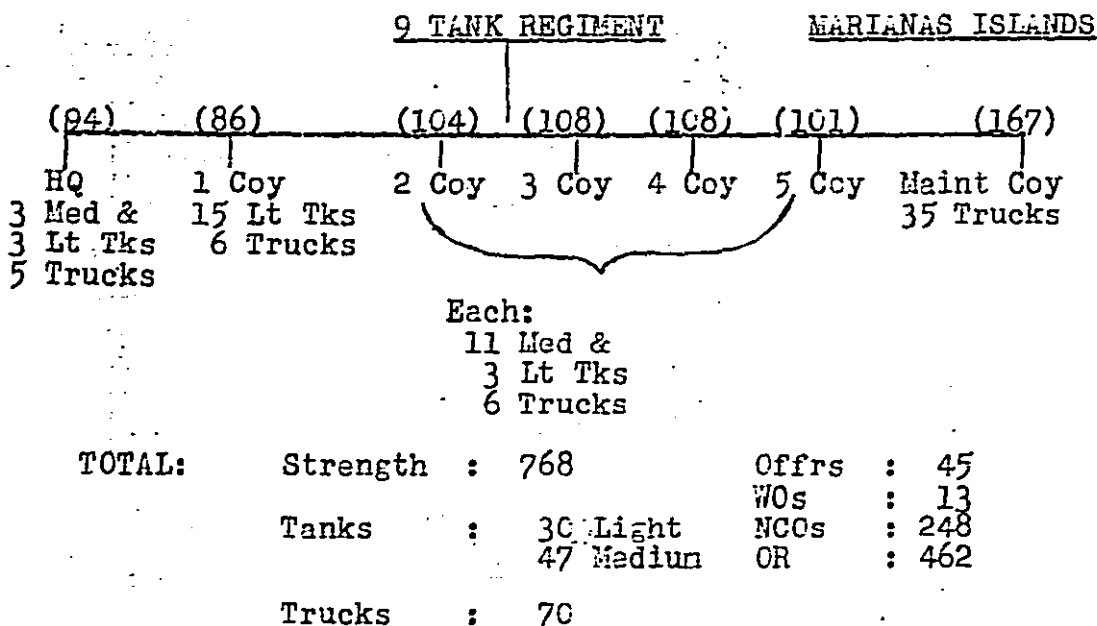 9 TANK REGIMENT MARIANAS ISLANDS
(94) (86) (104) (108) (108) (101) (167)
HQ 1 Coy 2 Coy 3 Coy 4 Coy 5 Coy Maint Coy
3 Med & 15 Lt Tks 35 Trucks
3 Lt Tks 6 Trucks
5 Trucks
Each:
11 Med &
3 Lt Tks
6 Trucks
TOTAL: Strength : 768 Offrs : 45
WOs : 13
Tanks : 30 Light NCOs : 248
47 Medium OR : 462
Trucks : 70